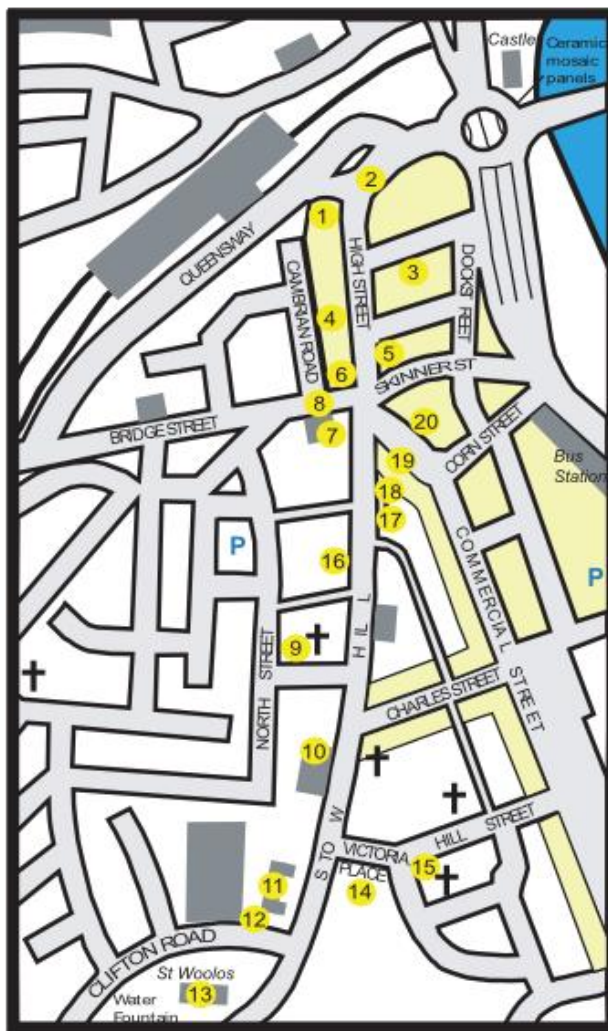 Castle
Ceramic
mosaic
panels
2
1
QUEENSWAY
HIGH STREET
3
DOCK STREET
CAMBRIAN ROAD
4
5
6
SKINNER ST
8
BRIDGE STREET
7
20
CORN STREET
19
Bus
Station
18
17
P
16
COMMERCIAL STREET
P
9
NORTH STREET
STOW HILL
CHARLES STREET
10
HILL STREET
VICTORIA
PLACE
15
11
14
12
CLIFTON ROAD
St Woolos
13
Water
Fountain